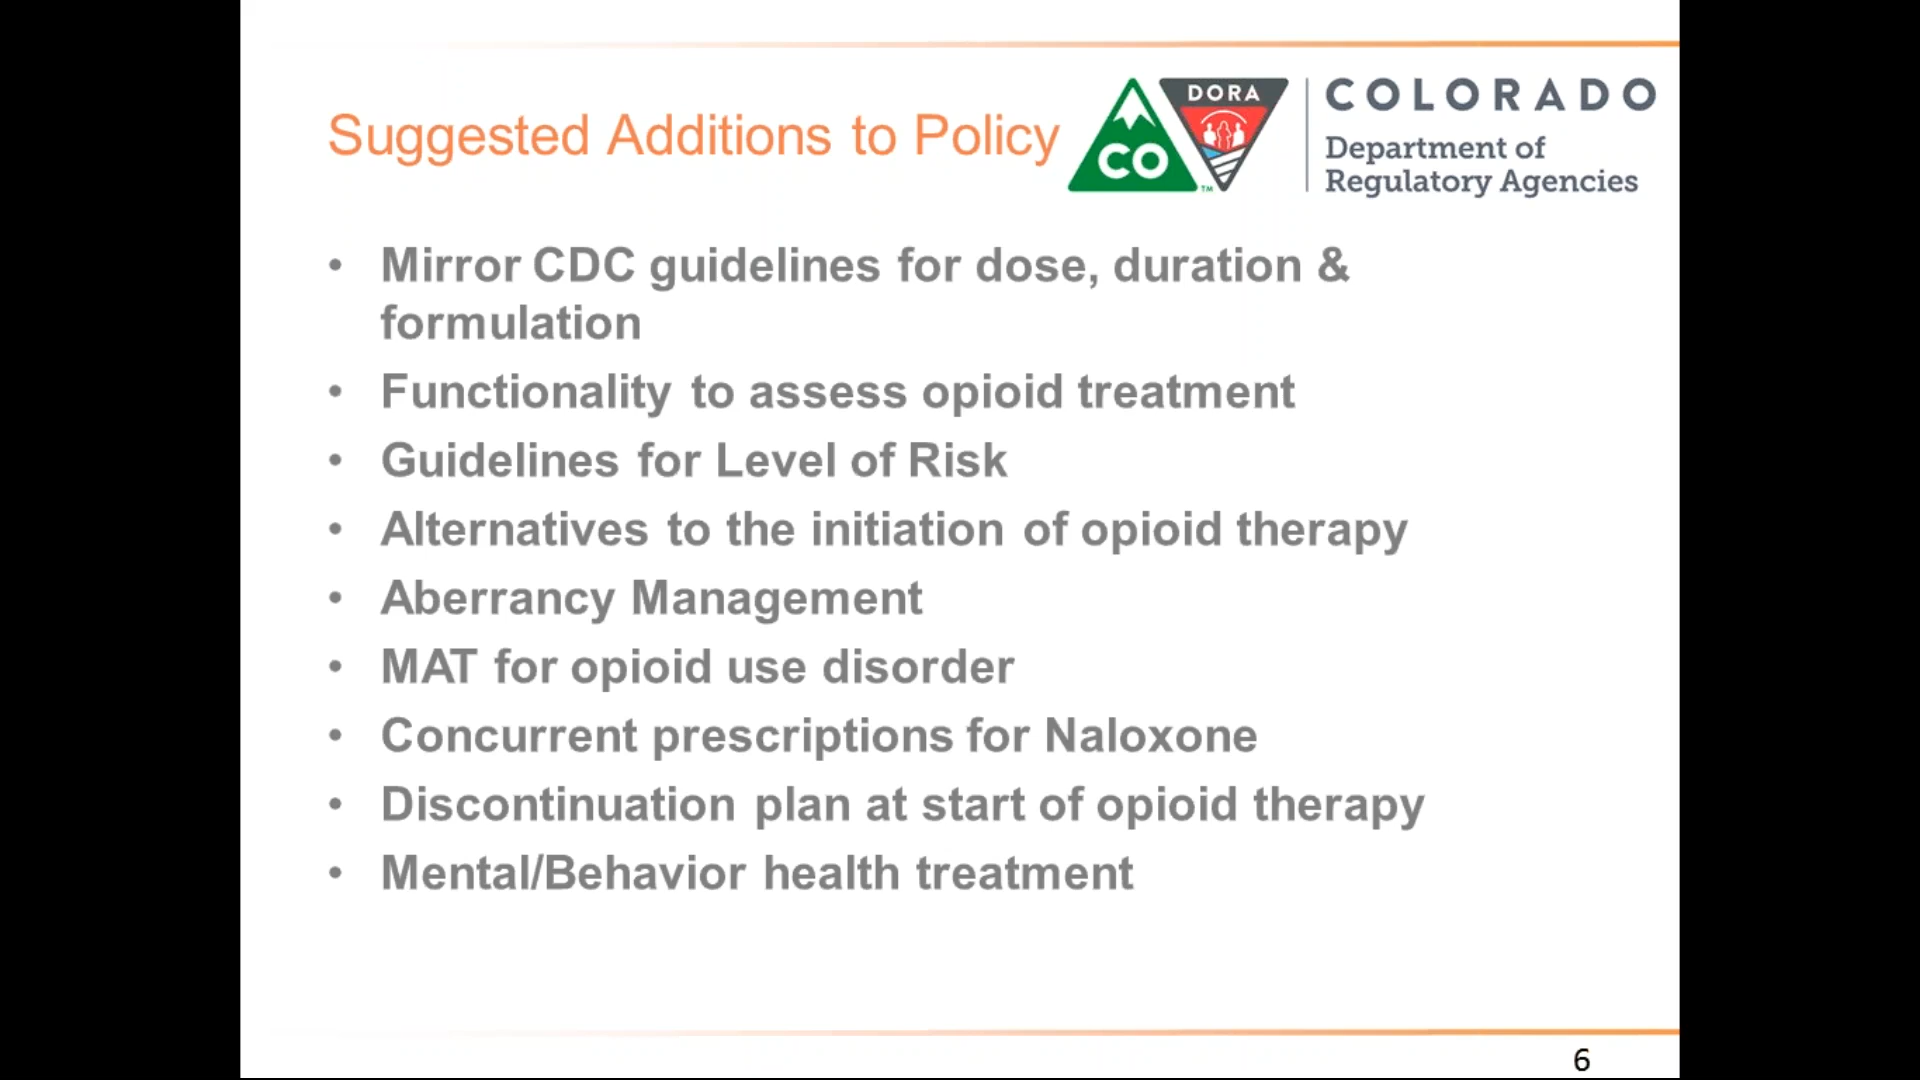 Suggested Additions to Policy
CO
TM
DORA
COLORADO
Department of
Regulatory Agencies
• Mirror CDC guidelines for dose, duration &
formulation
• Functionality to assess opioid treatment
• Guidelines for Level of Risk
• Alternatives to the initiation of opioid therapy
• Aberrancy Management
• MAT for opioid use disorder
• Concurrent prescriptions for Naloxone
• Discontinuation plan at start of opioid therapy
• Mental/Behavior health treatment
6